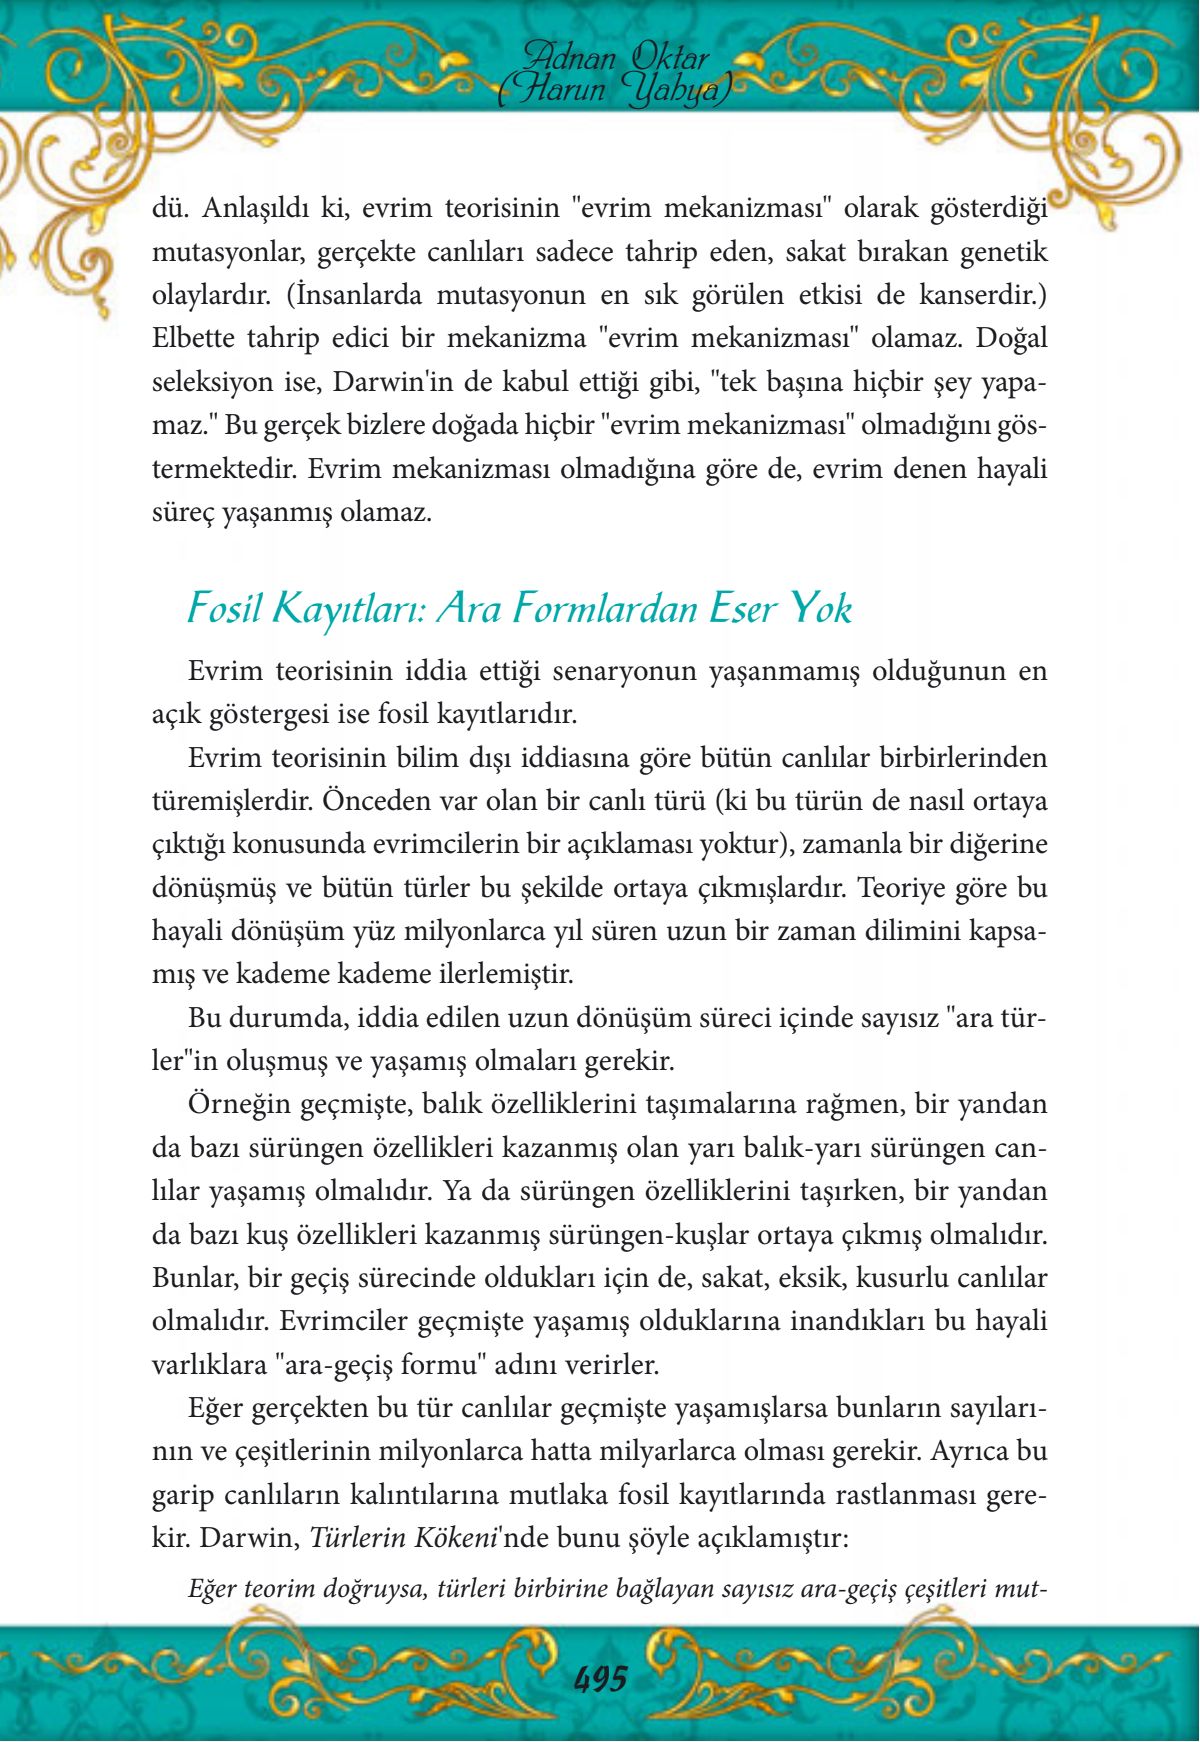 Adnan Oktar
(Harun Yahya)
dü. Anlaşıldı ki, evrim teorisinin "evrim mekanizması" olarak gösterdiği
mutasyonlar, gerçekte canlıları sadece tahrip eden, sakat bırakan genetik
olaylardır. (İnsanlarda mutasyonun en sık görülen etkisi de kanserdir.)
Elbette tahrip edici bir mekanizma "evrim mekanizması" olamaz. Doğal
seleksiyon ise, Darwin'in de kabul ettiği gibi, "tek başına hiçbir şey yapa-
maz." Bu gerçek bizlere doğada hiçbir "evrim mekanizması" olmadığını gös-
termektedir. Evrim mekanizması olmadığına göre de, evrim denen hayali
süreç yaşanmış olamaz.
Fosil Kayıtları: Ara Formlardan Eser Yok
Evrim teorisinin iddia ettiği senaryonun yaşanmamış olduğunun en
açık göstergesi ise fosil kayıtlarıdır.
Evrim teorisinin bilim dışı iddiasına göre bütün canlılar birbirlerinden
türemişlerdir. Önceden var olan bir canlı türü (ki bu türün de nasıl ortaya
çıktığı konusunda evrimcilerin bir açıklaması yoktur), zamanla bir diğerine
dönüşmüş ve bütün türler bu şekilde ortaya çıkmışlardır. Teoriye göre bu
hayali dönüşüm yüz milyonlarca yıl süren uzun bir zaman dilimini kapsa-
mış ve kademe kademe ilerlemiştir.
Bu durumda, iddia edilen uzun dönüşüm süreci içinde sayısız "ara tür-
ler"in oluşmuş ve yaşamış olmaları gerekir.
Örneğin geçmişte, balık özelliklerini taşımalarına rağmen, bir yandan
da bazı sürüngen özellikleri kazanmış olan yarı balık-yarı sürüngen can-
lılar yaşamış olmalıdır. Ya da sürüngen özelliklerini taşırken, bir yandan
da bazı kuş özellikleri kazanmış sürüngen-kuşlar ortaya çıkmış olmalıdır.
Bunlar, bir geçiş sürecinde oldukları için de, sakat, eksik, kusurlu canlılar
olmalıdır. Evrimciler geçmişte yaşamış olduklarına inandıkları bu hayali
varlıklara "ara-geçiş formu" adını verirler.
Eğer gerçekten bu tür canlılar geçmişte yaşamışlarsa bunların sayıları-
nın ve çeşitlerinin milyonlarca hatta milyarlarca olması gerekir. Ayrıca bu
garip canlıların kalıntılarına mutlaka fosil kayıtlarında rastlanması gere-
kir. Darwin, Türlerin Kökeni'nde bunu şöyle açıklamıştır:
Eğer teorim doğruysa, türleri birbirine bağlayan sayısız ara-geçiş çeşitleri mut-
495